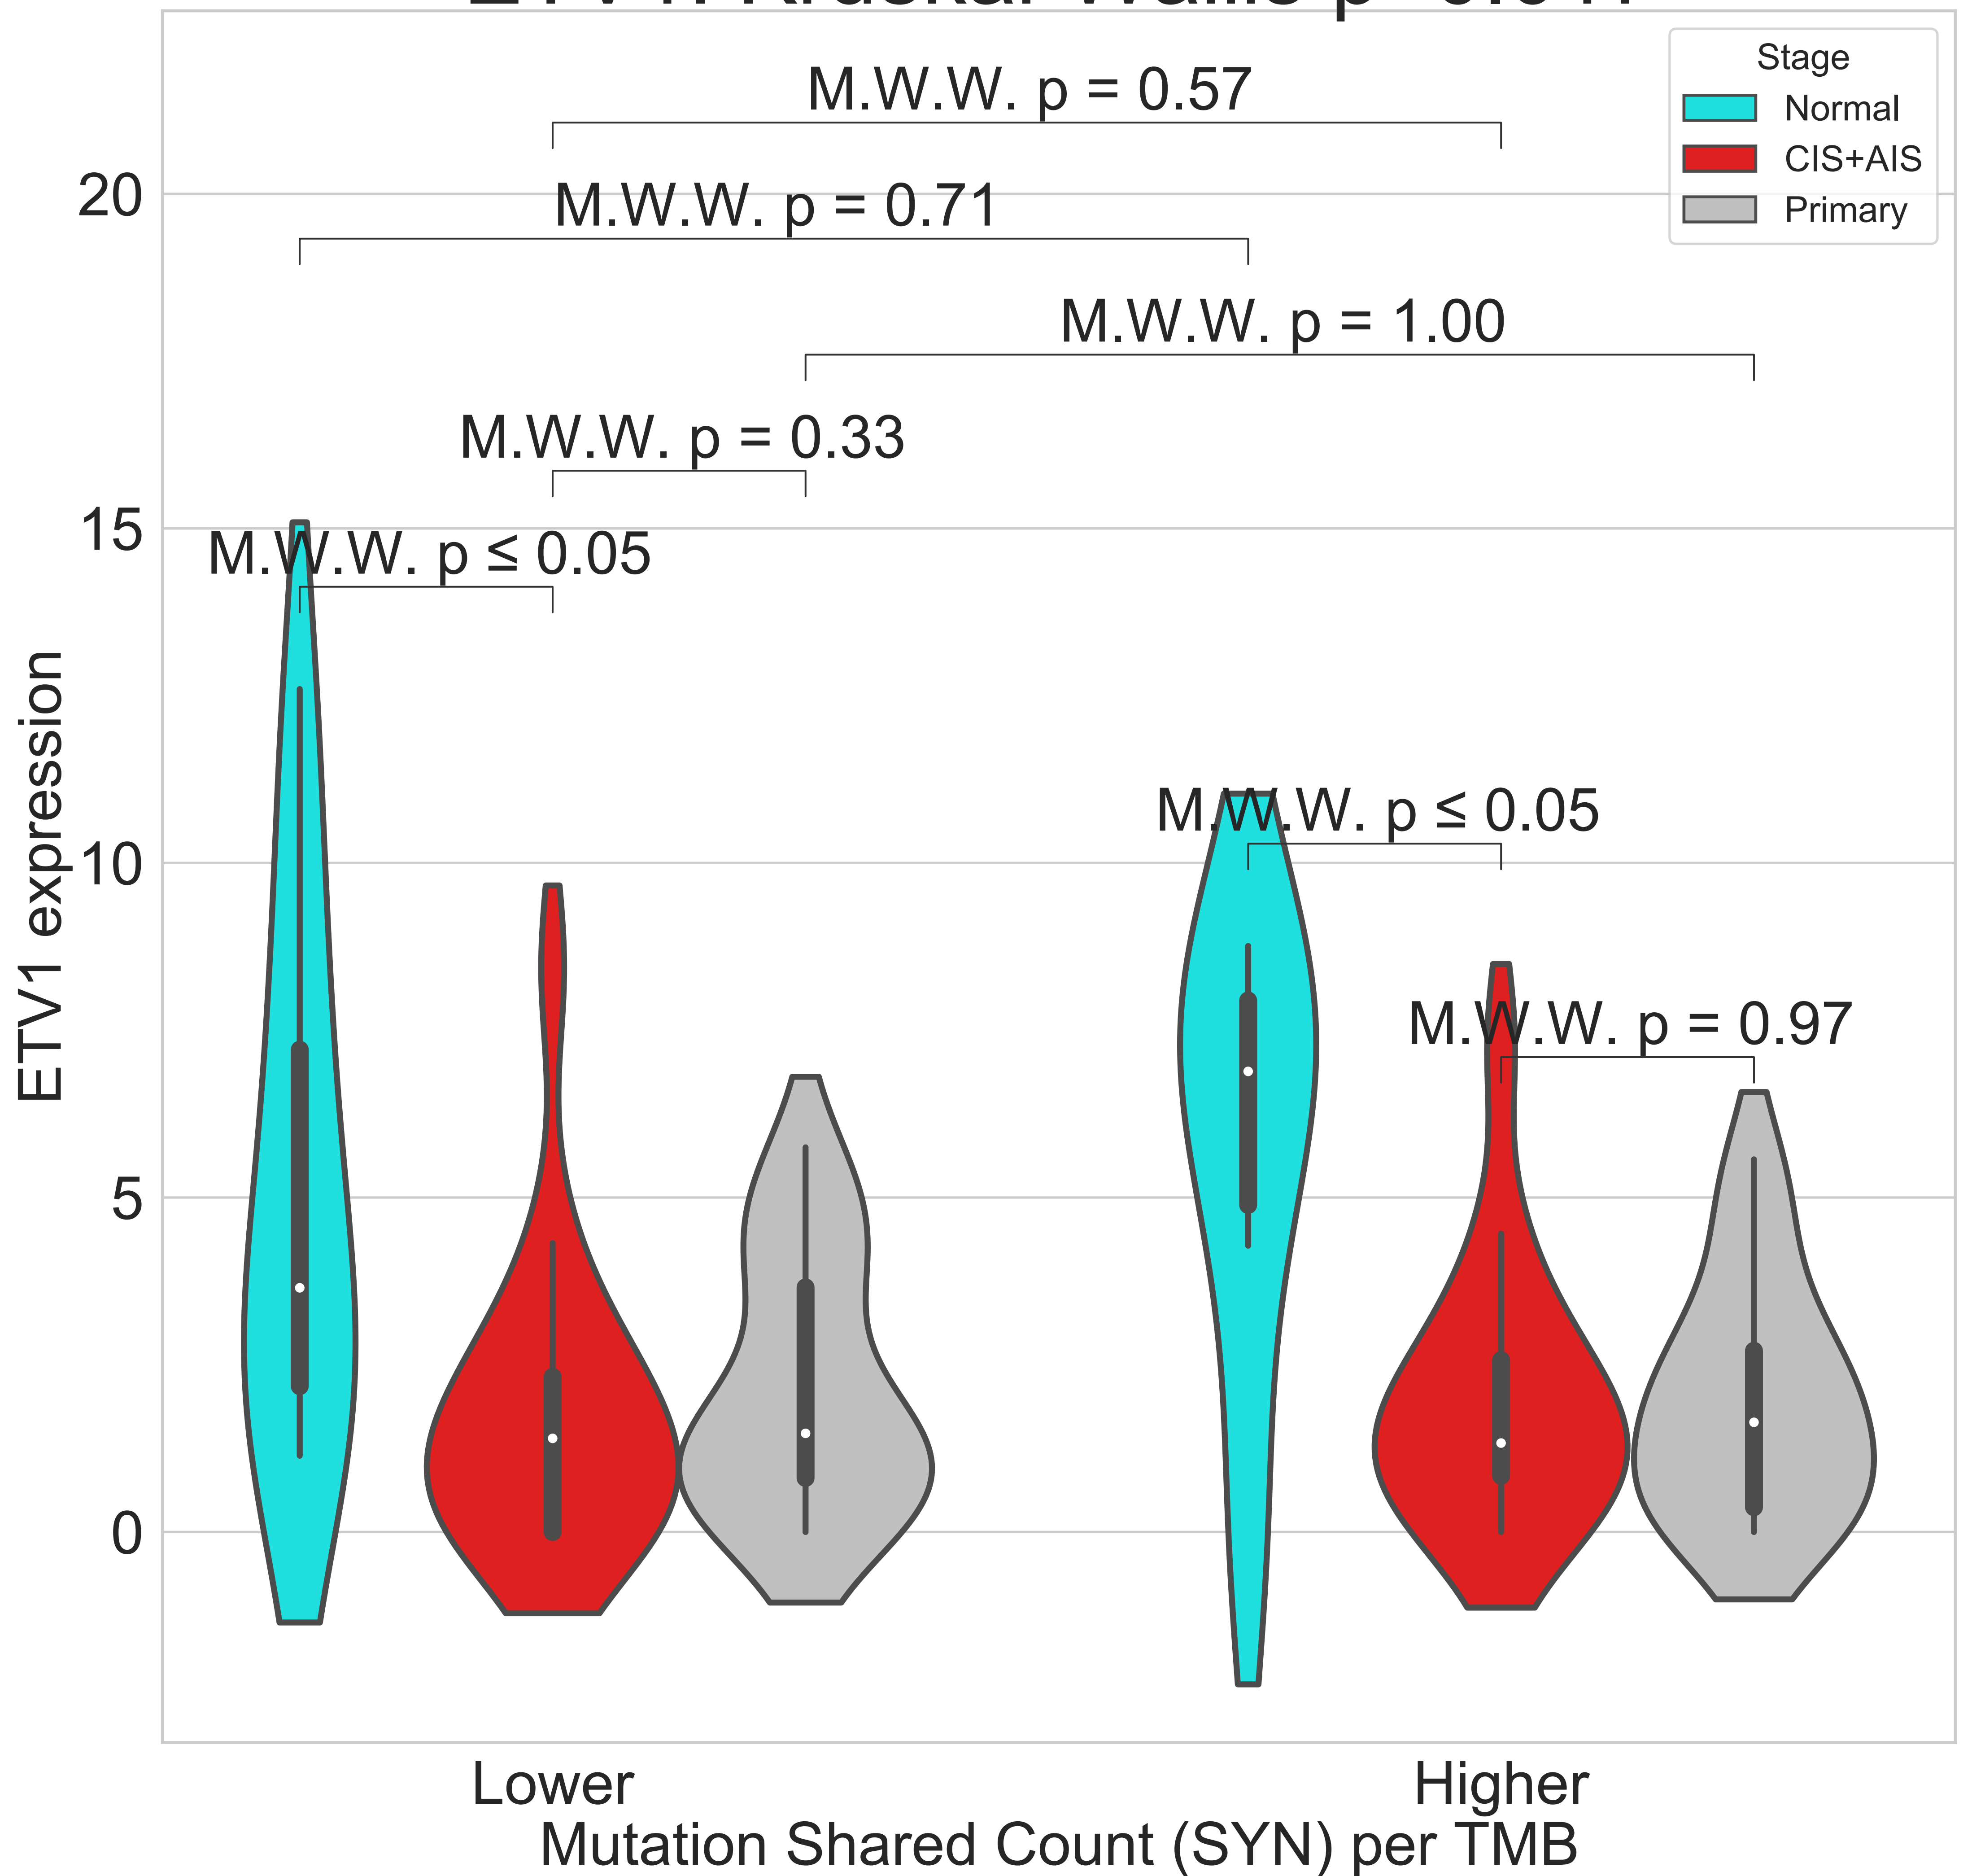 Stage
Normal
CIS+AIS
Primary
M.W.W. p = 0.57
M.W.W. p = 0.71
M.W.W. p = 1.00
M.W.W. p = 0.33
M.W.W. p ≤ 0.05
M.W.W. p ≤ 0.05
M.W.W. p = 0.97
ETV1 expression
20
15
10
5
0
Lower
Higher
Mutation Shared Count (SYN) per TMB